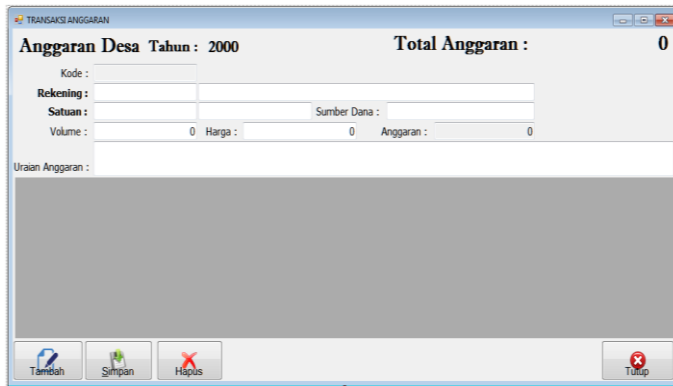 TRANSAKSI ANGGARAN
Anggaran Desa Tahun : 2000 Total Anggaran : 0
Kode :
Rekening :
Satuan : Sumber Dana :
Volume : 0 Harga : 0 Anggaran : 0
Uraian Anggaran :
Tambah Simpan Hapus Tutup